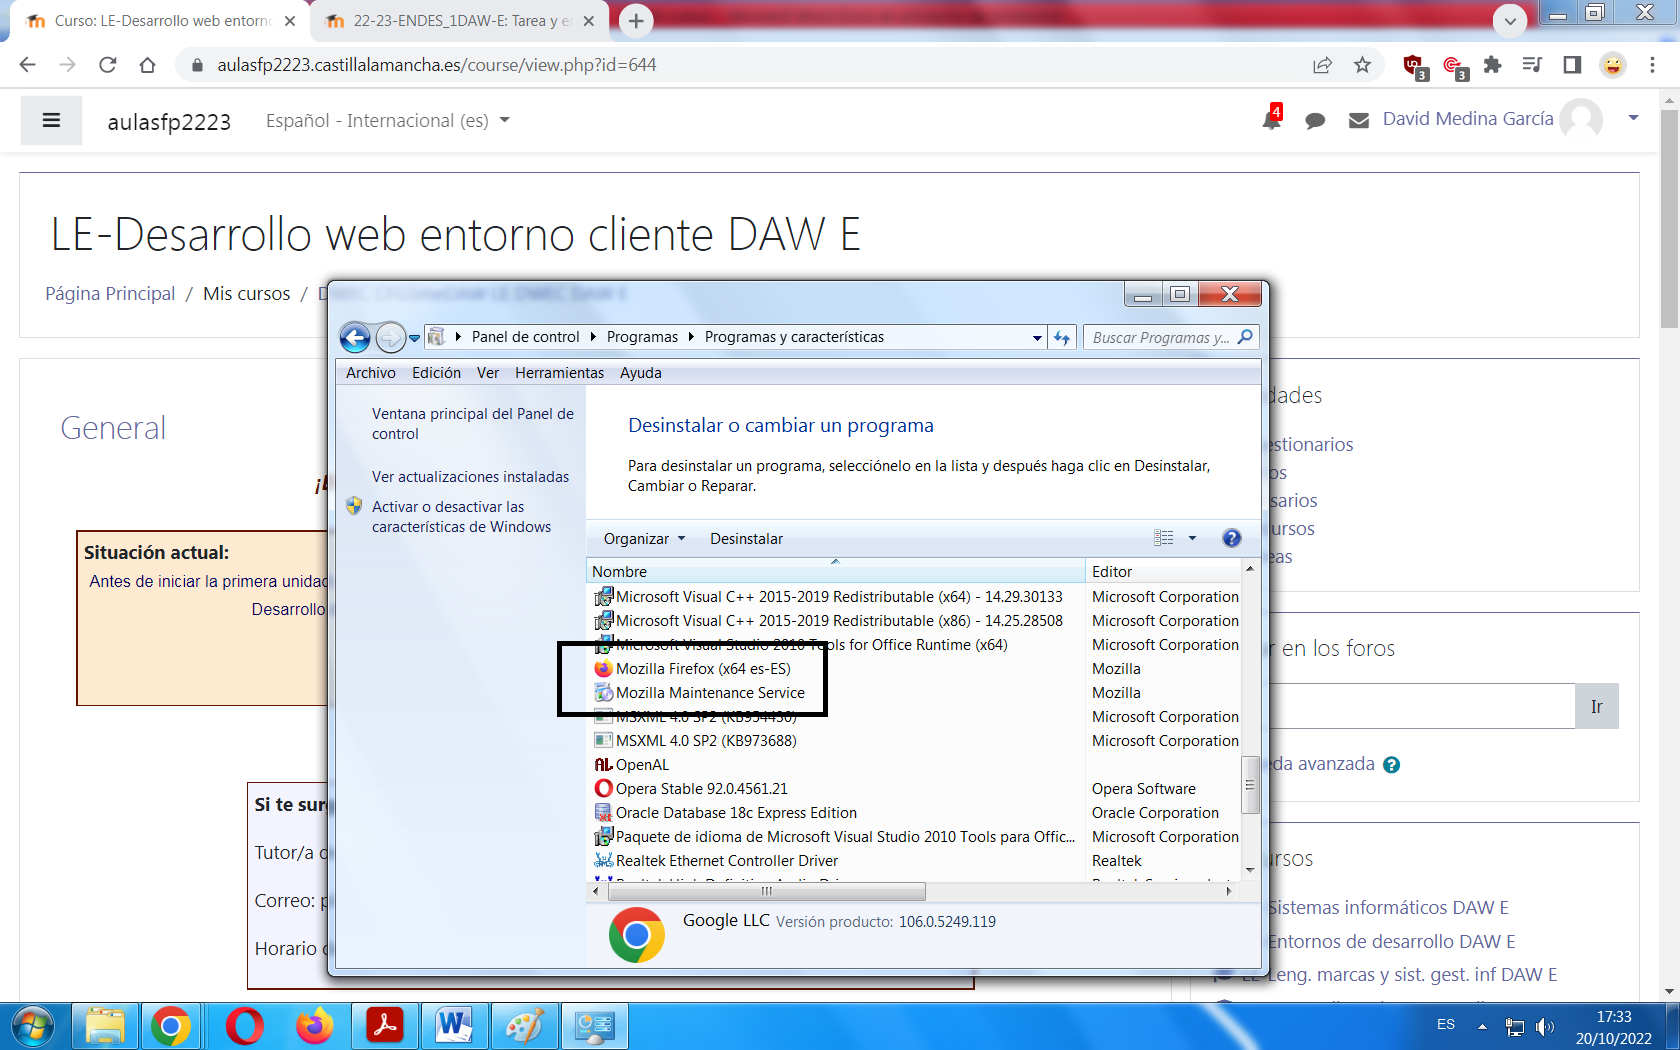 Curso: LE-Desarrollo web entorno
22-23-ENDES_1DAW-E: Tarea y e
aulasfp2223.castillalamancha.es/course/view.php?id=644
3
3
aulasfp2223
Español - Internacional (es)
4
David Medina García
LE-Desarrollo web entorno cliente DAW E
Página Principal / Mis cursos /
General
Situación actual:
Antes de iniciar la primera unidad
Desarrollo
Si te surg
Tutor/a
Correo:
Horario
Panel de control
Programas
Programas y características
Buscar Programas y...
Archivo
Edición
Ver
Herramientas
Ayuda
Ventana principal del Panel de
control
Ver actualizaciones instaladas
Activar o desactivar las
características de Windows
Desinstalar o cambiar un programa
Para desinstalar un programa, selecciónelo en la lista y después haga clic en Desinstalar,
Cambiar o Reparar.
Organizar
Desinstalar
Nombre
Editor
Microsoft Visual C++ 2015-2019 Redistributable (x64) - 14.29.30133 Microsoft Corporation
Microsoft Visual C++ 2015-2019 Redistributable (x86) - 14.25.28508 Microsoft Corporation
Microsoft Visual Studio 2010 Tools for Office Runtime (x64) Microsoft Corporation
Mozilla Firefox (x64 es-ES) Mozilla
Mozilla Maintenance Service Mozilla
MSXML 4.0 SP2 (KB954430) Microsoft Corporation
MSXML 4.0 SP2 (KB973688) Microsoft Corporation
OpenAL
Opera Stable 92.0.4561.21 Opera Software
Oracle Database 18c Express Edition Oracle Corporation
Paquete de idioma de Microsoft Visual Studio 2010 Tools para Offic... Microsoft Corporation
Realtek Ethernet Controller Driver Realtek
Google LLC Versión producto: 106.0.5249.119
dades
estionarios
os
sarios
ursos
eas
r en los foros
Ir
da avanzada
ursos
Sistemas informáticos DAW E
Entornos de desarrollo DAW E
LE-Leng. marcas y sist. gest. inf DAW E
ES
17:33
20/10/2022